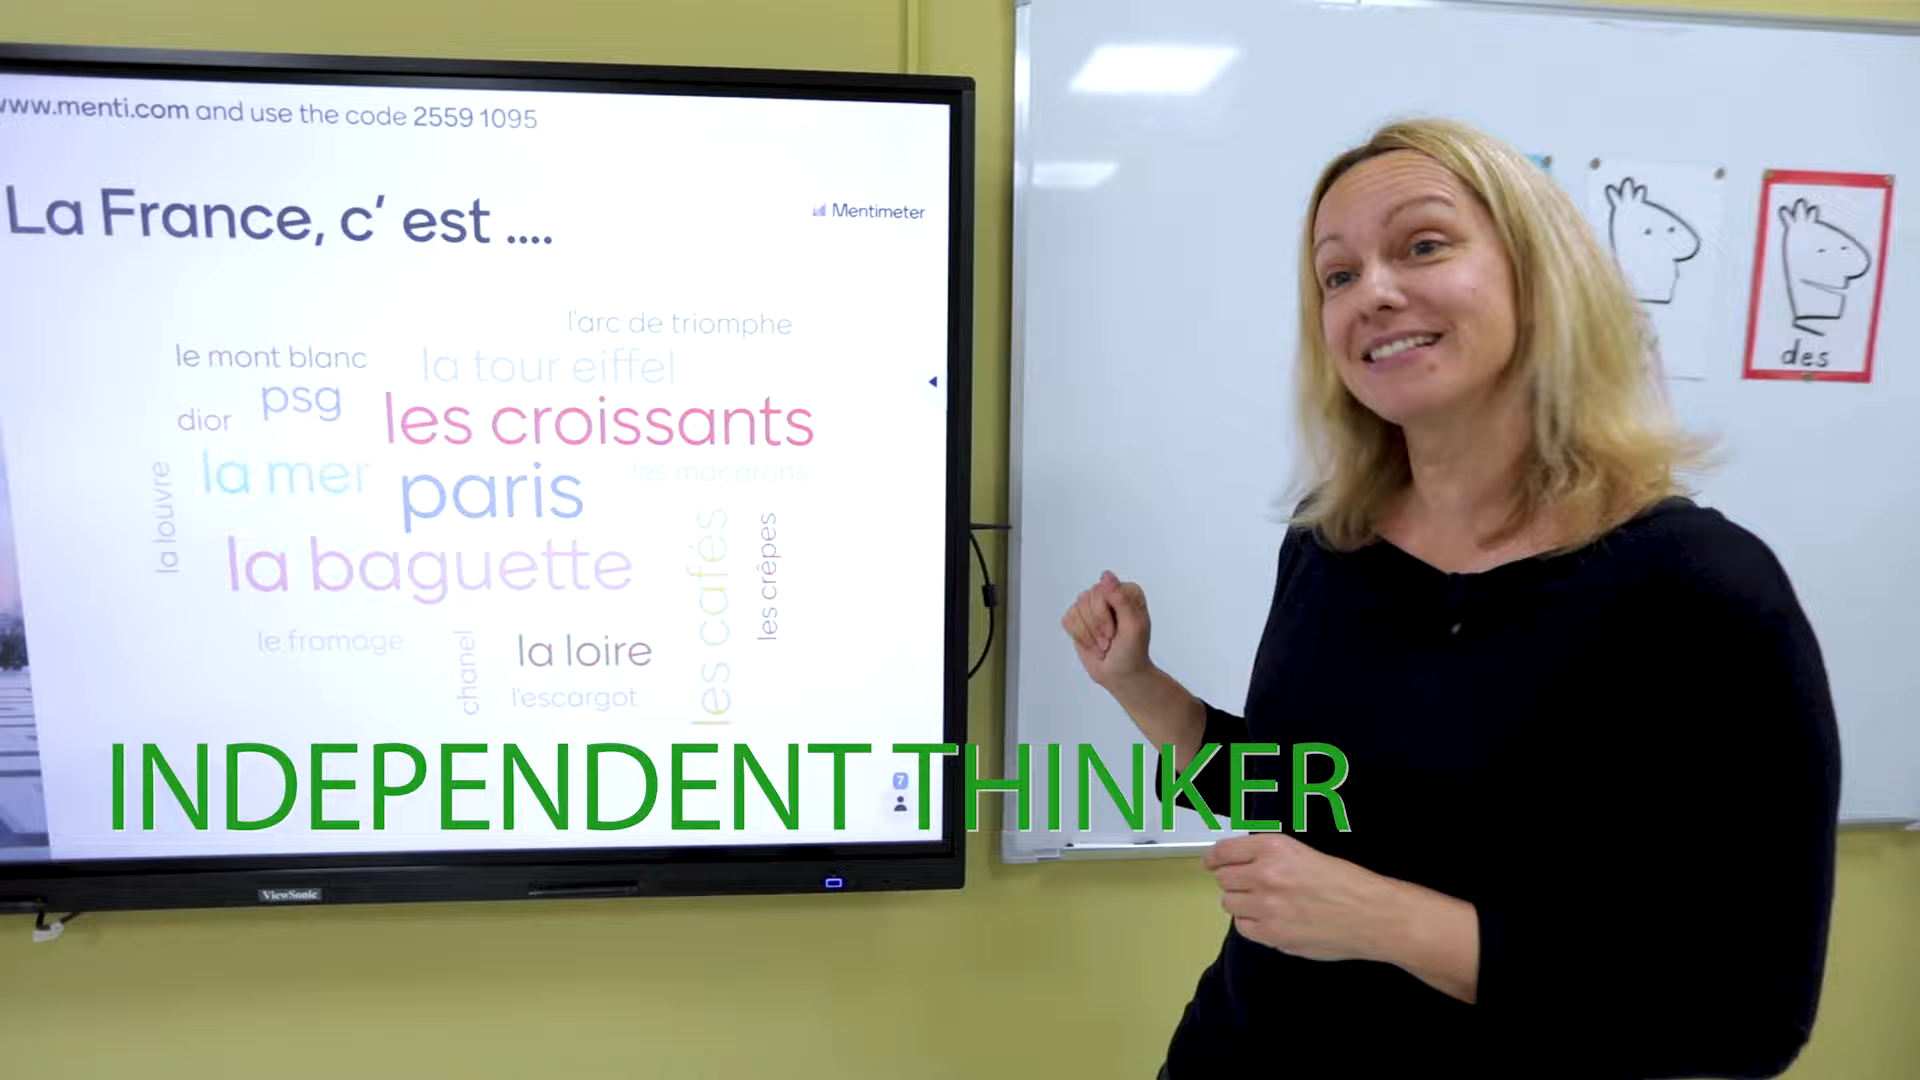 www.menti.com and use the code 2559 1095
La France, c' est ....
Mentimeter
l'arc de triomphe
le mont blanc
la tour eiffel
psg
dior
les croissants
la mer
paris
les macarons
la louvre
la baguette
les cafés
les crêpes
le fromage
chanel
la loire
l'escargot
7
INDEPENDENT THINKER
ViewSonic
des